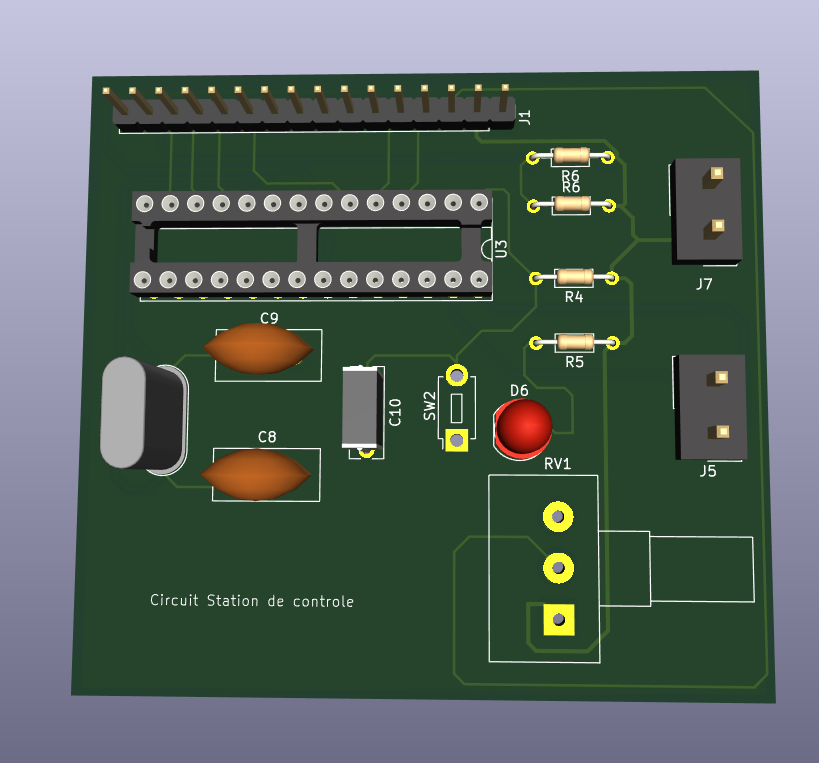 J1
R6
R6
U3
J7
R4
C9
R5
D6
SW2
C10
C8
RV1
J5
Circuit Station de controle